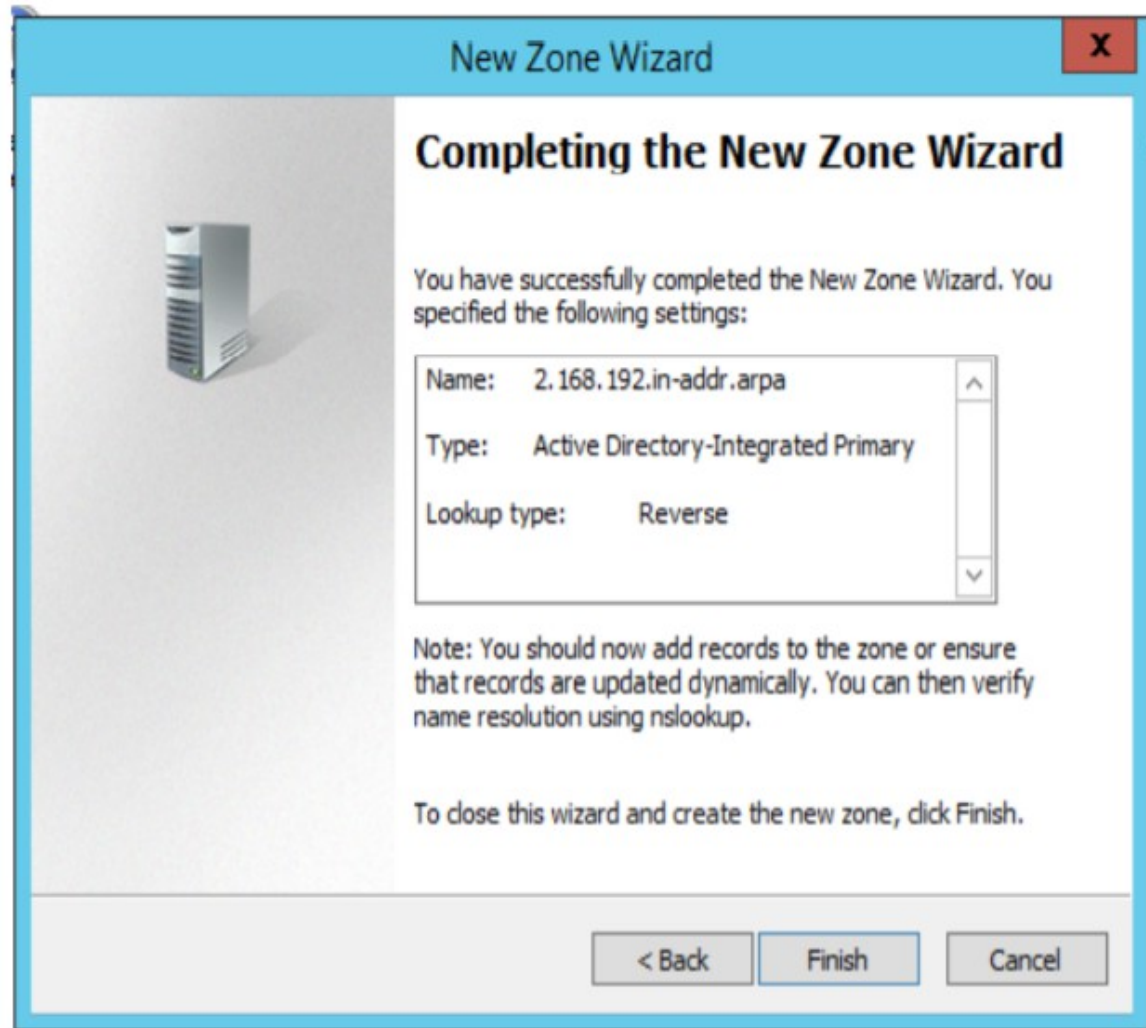 New Zone Wizard
X
Completing the New Zone Wizard
You have successfully completed the New Zone Wizard. You
specified the following settings:
Name: 2.168.192.in-addr.arpa
Type: Active Directory-Integrated Primary
Lookup type: Reverse
Note: You should now add records to the zone or ensure
that records are updated dynamically. You can then verify
name resolution using nslookup.
To close this wizard and create the new zone, click Finish.
< Back Finish Cancel